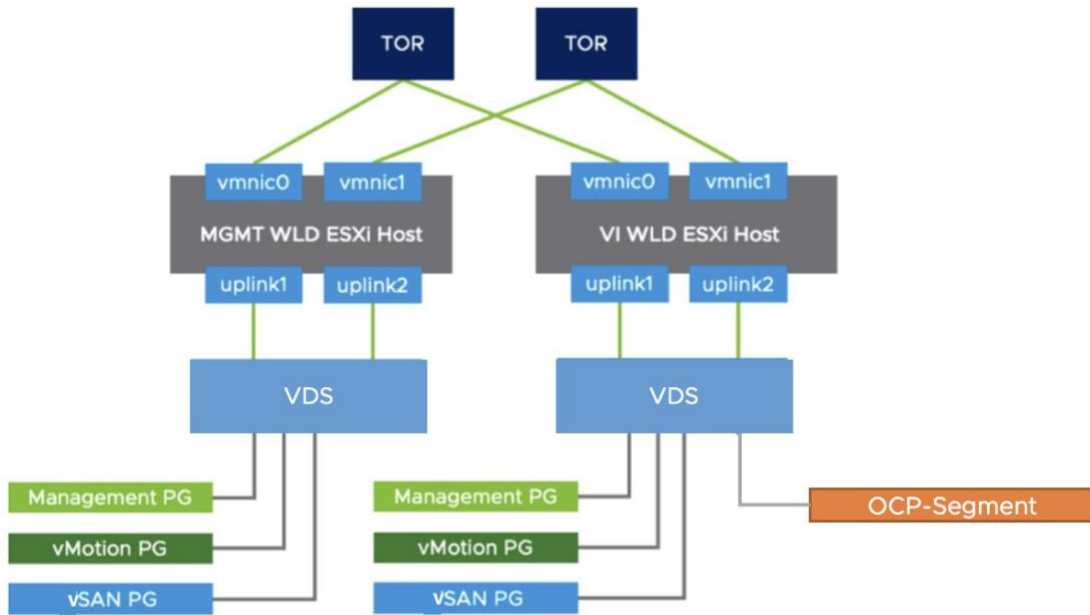 TOR
TOR
vmnic0
vmnic1
vmnic0
vmnic1
MGMT WLD ESXi Host
VI WLD ESXi Host
uplink1
uplink2
uplink1
uplink2
VDS
VDS
Management PG
Management PG
OCP-Segment
vMotion PG
vMotion PG
vSAN PG
vSAN PG